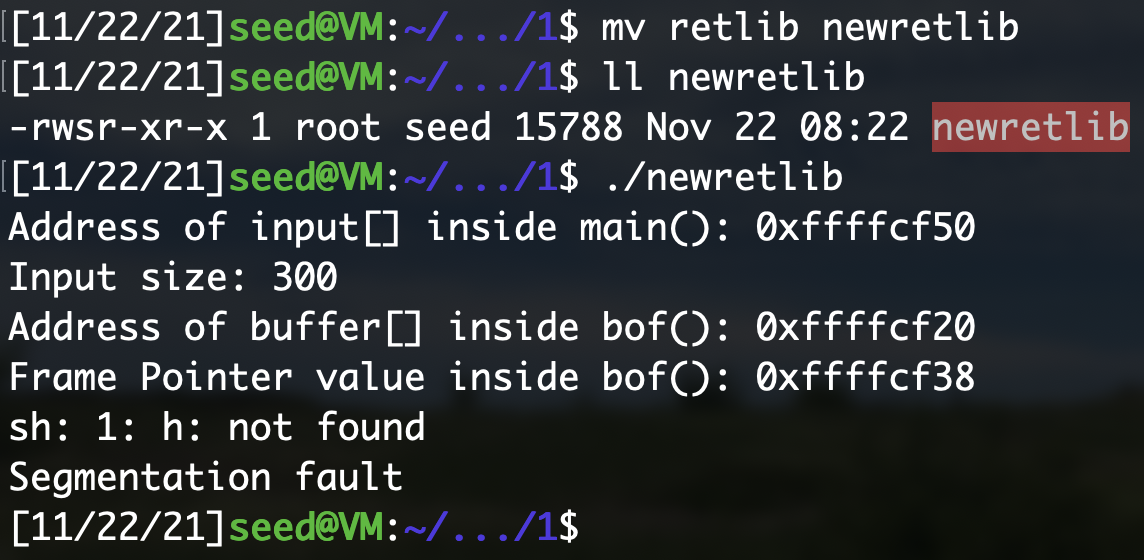 [11/22/21]seed@VM:~/.../1$ mv retlib newretlib
[11/22/21]seed@VM:~/.../1$ ll newretlib
-rwsr-xr-x 1 root seed 15788 Nov 22 08:22 newretlib
[11/22/21]seed@VM:~/.../1$ ./newretlib
Address of input[] inside main(): 0xffffcf50
Input size: 300
Address of buffer[] inside bof(): 0xffffcf20
Frame Pointer value inside bof(): 0xffffcf38
sh: 1: h: not found
Segmentation fault
[11/22/21]seed@VM:~/.../1$